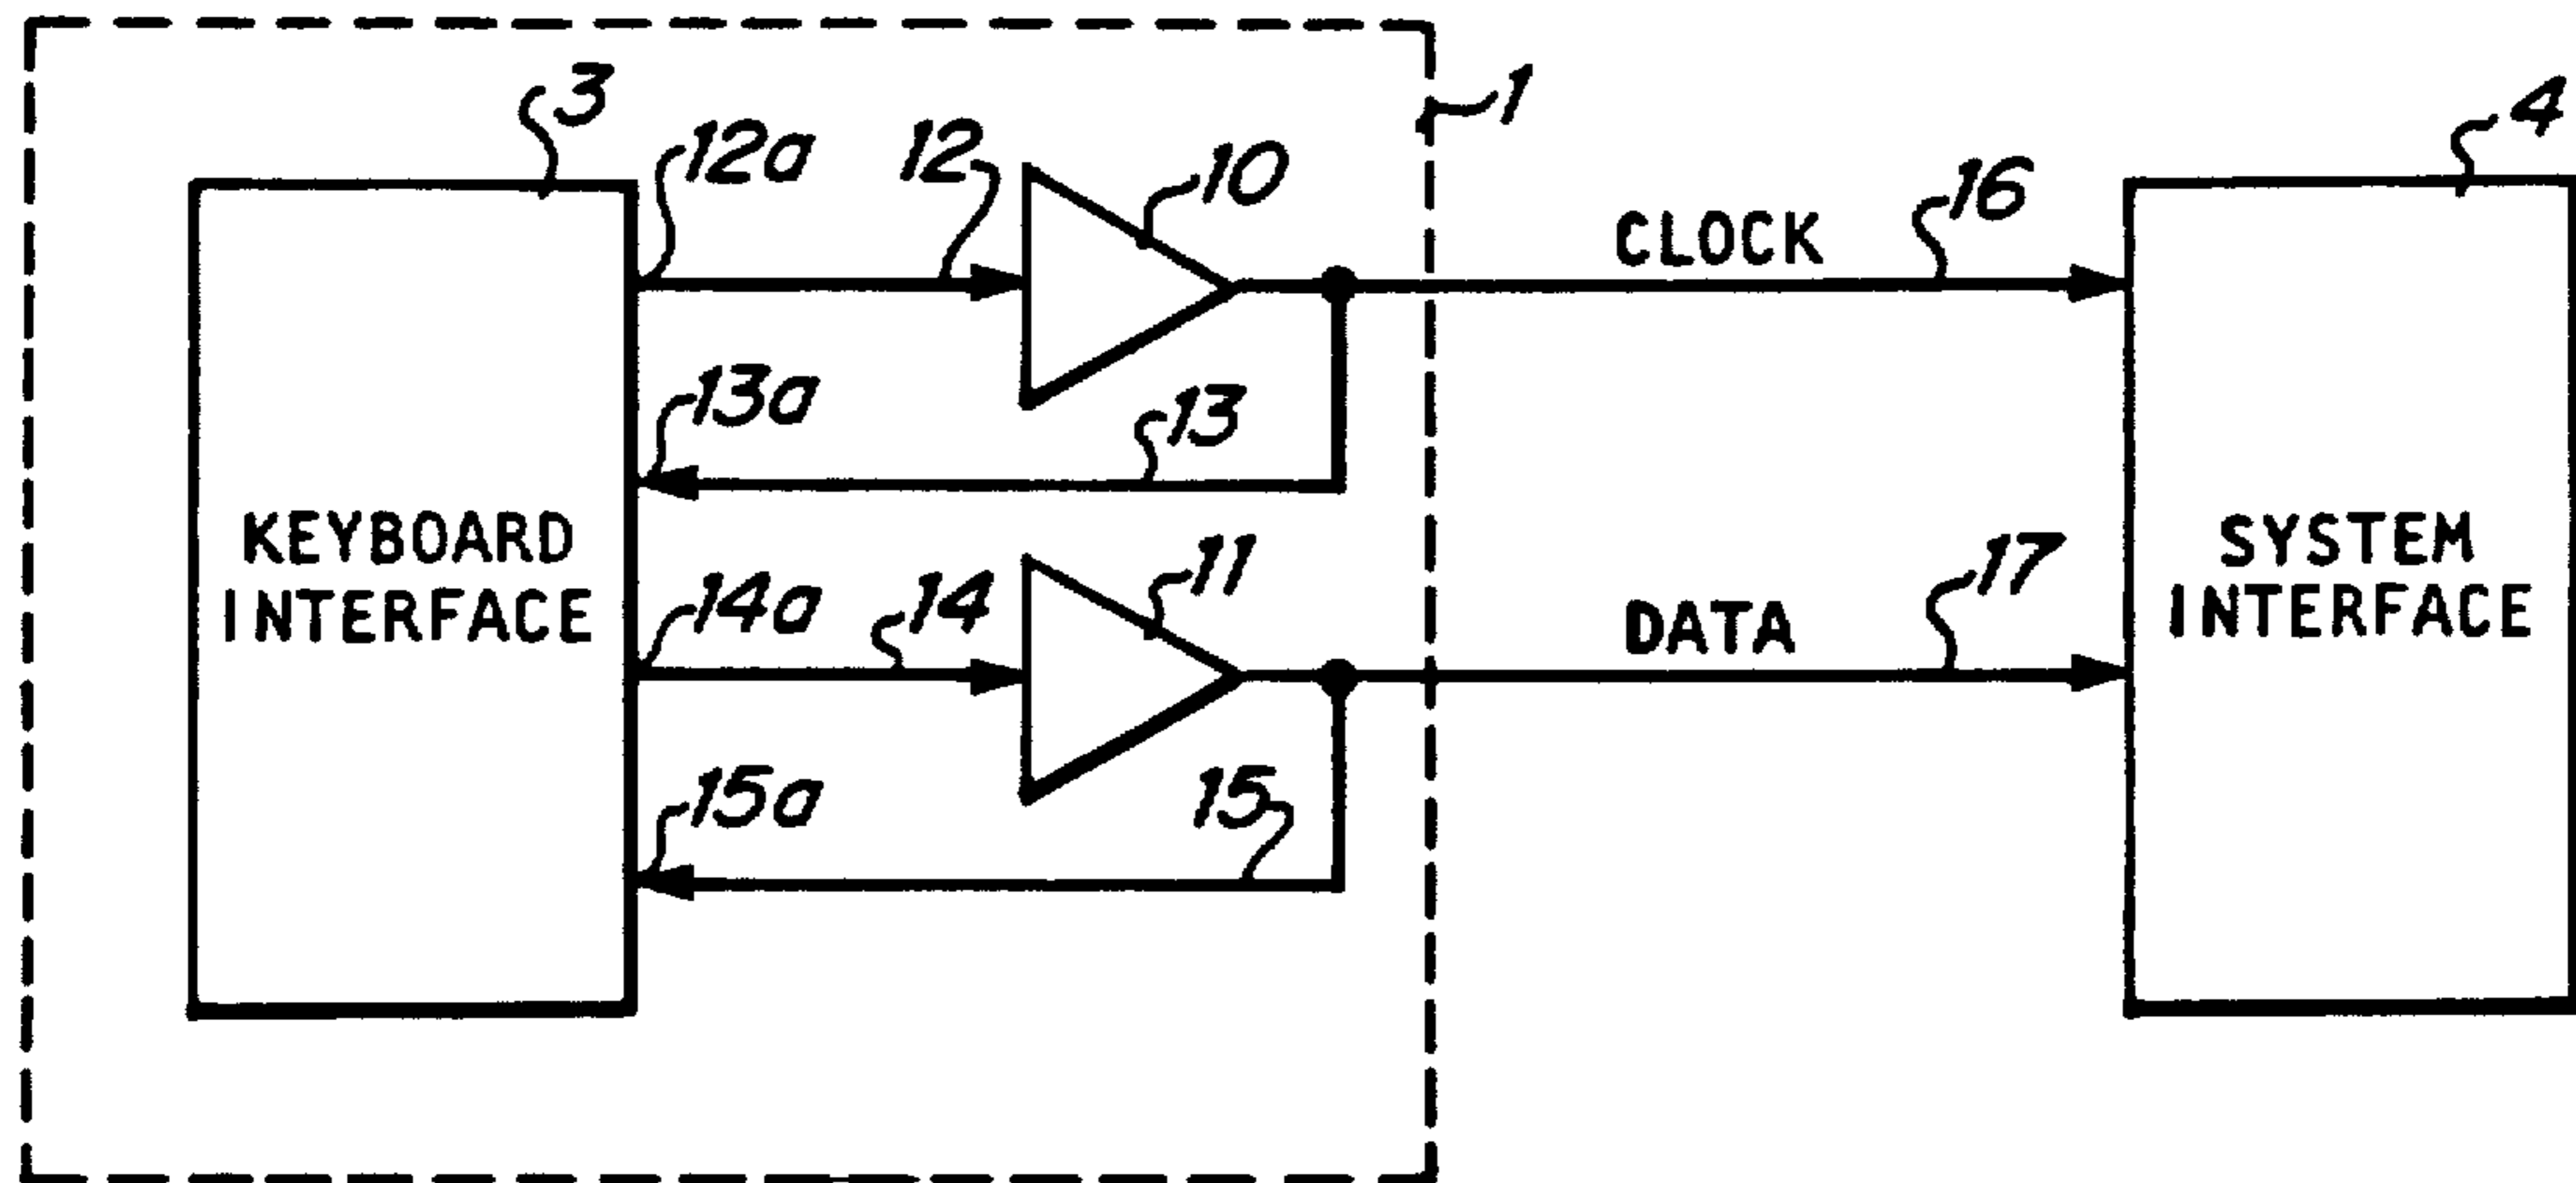 3
12a
12
10
1
CLOCK
16
4
13a
13
KEYBOARD
INTERFACE
14a
14
11
DATA
17
SYSTEM
INTERFACE
15a
15